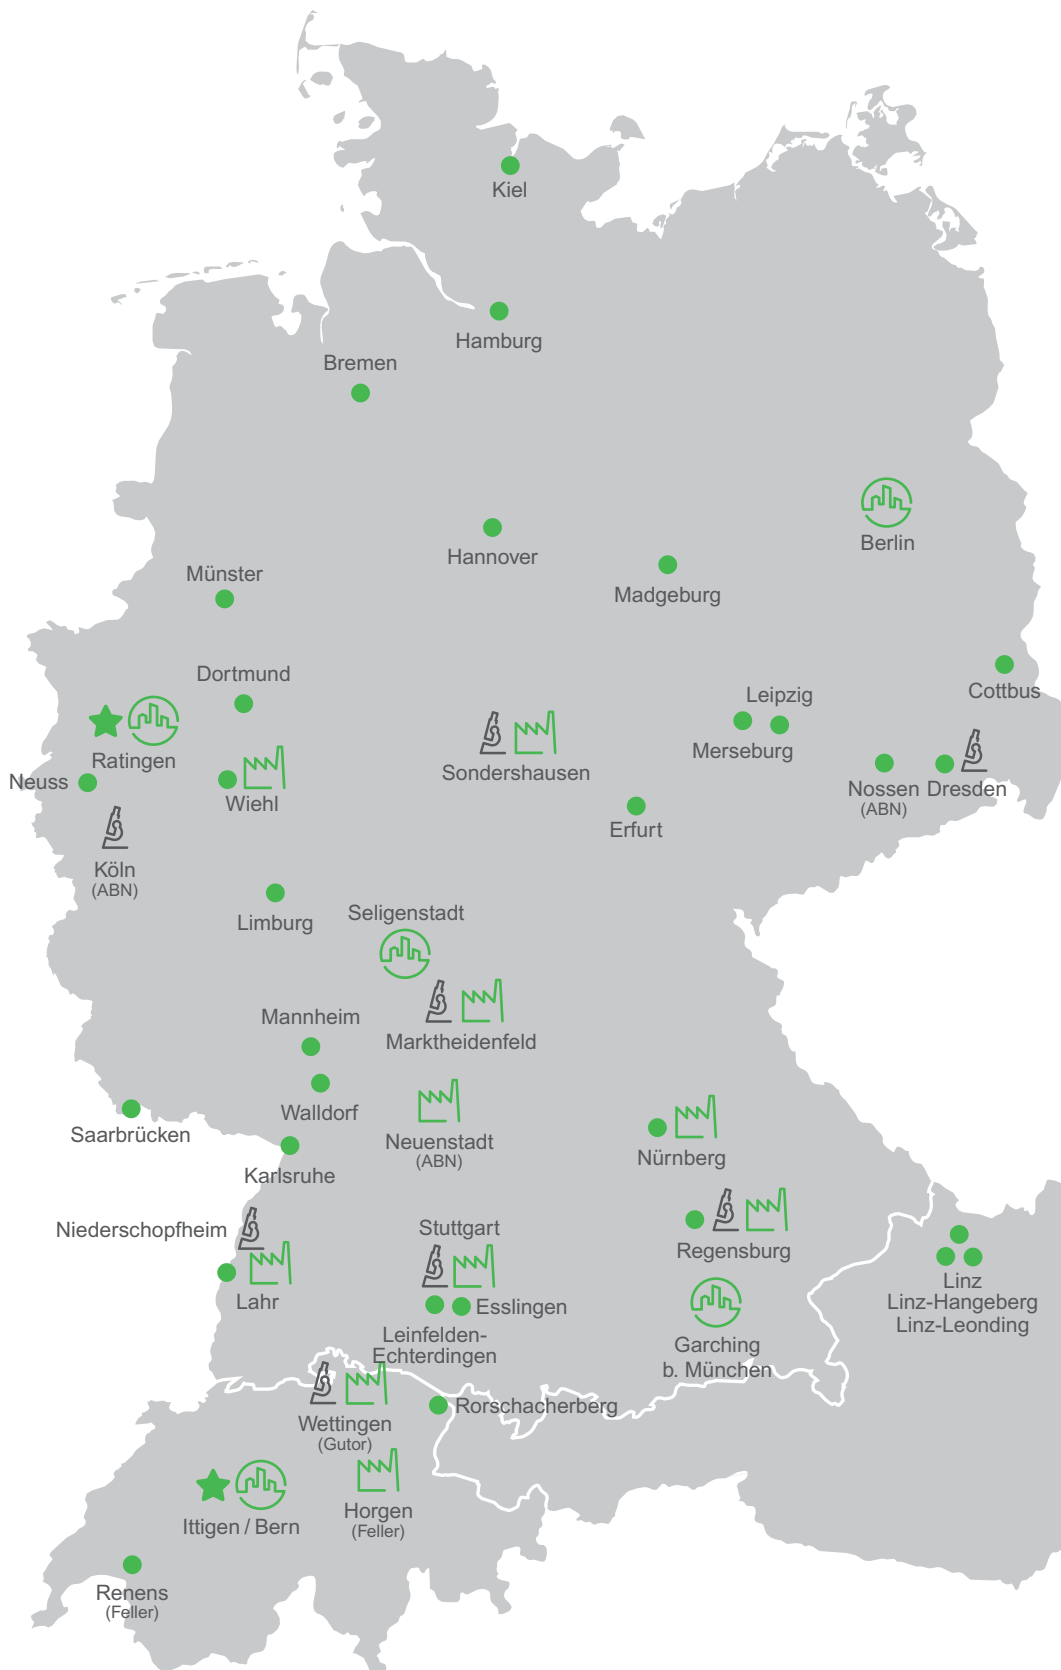 Kiel
Hamburg
Bremen
Berlin
Hannover
Madgeburg
Münster
Dortmund
Cottbus
Leipzig
Merseburg
Ratingen
Sondershausen
Neuss
Wiehl
Nossen
(ABN)
Dresden
Erfurt
Köln
(ABN)
Limburg
Seligenstadt
Mannheim
Marktheidenfeld
Walldorf
Saarbrücken
Neuenstadt
(ABN)
Nürnberg
Karlsruhe
Niederschopfheim
Stuttgart
Regensburg
Lahr
Esslingen
Linz
Linz-Hangeberg
Linz-Leonding
Leinfelden-
Echterdingen
Garching
b. München
Wettingen
(Gutor)
Rorschacherberg
Horgen
(Feller)
Ittigen / Bern
Renens
(Feller)